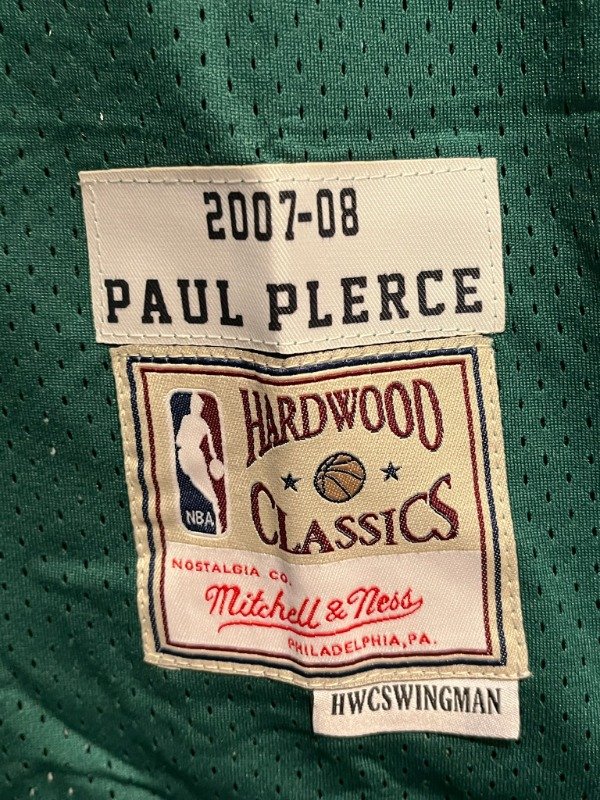 2007-08
PAUL PLERCE
HARDWOOD
CLASSICS
NBA
NOSTALGIA CO.
Mitchell & Ness
PHILADELPHIA, PA.
HWCSWINGMAN